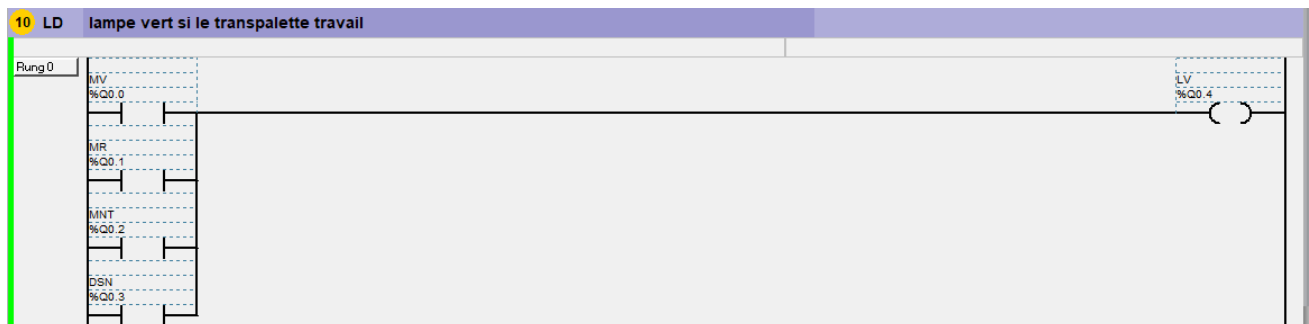 10 LD lampe vert si le transpalette travail
Rung 0
MV
%Q0.0
LV
%Q0.4
MR
%Q0.1
MNT
%Q0.2
DSN
%Q0.3